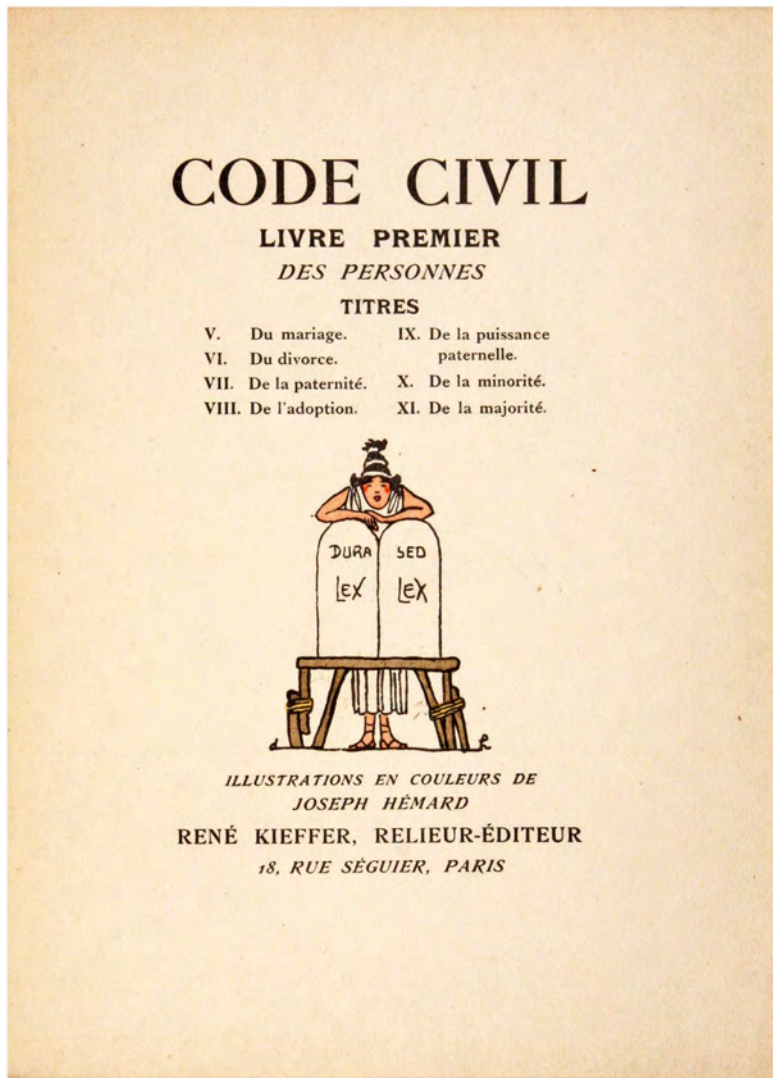 CODE CIVIL
LIVRE PREMIER
DES PERSONNES
TITRES
V. Du mariage.
VI. Du divorce.
VII. De la paternité.
VIII. De l'adoption.
IX. De la puissance
paternelle.
X. De la minorité.
XI. De la majorité.
DURA SED
LEX LEX
ILLUSTRATIONS EN COULEURS DE
JOSEPH HÉMARD
RENÉ KIEFFER, RELIEUR-ÉDITEUR
18, RUE SÉGUIER, PARIS